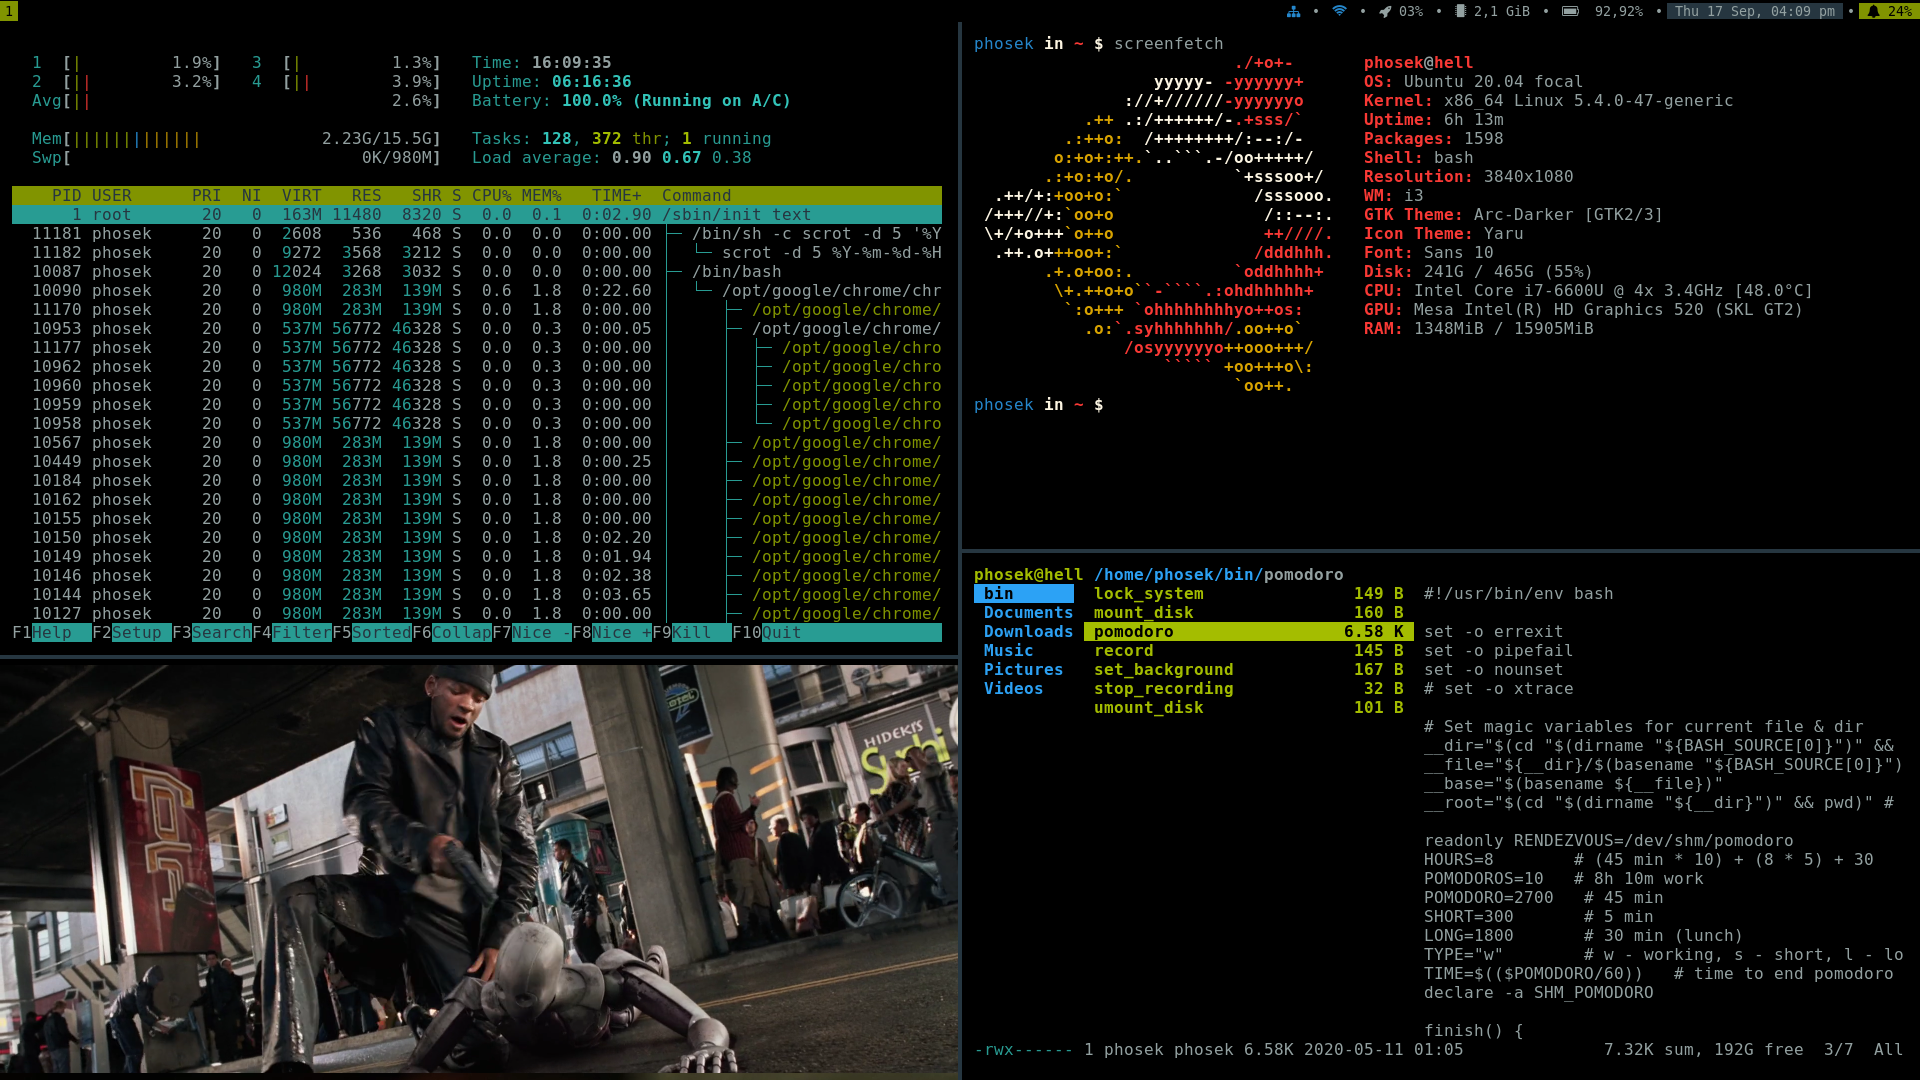 1
03% • 2,1 GiB • 92,92% • Thu 17 Sep, 04:09 pm • 24%
1 [| 1.9%] 3 [| 1.3%] Time: 16:09:35
2 [|| 3.2%] 4 [|| 3.9%] Uptime: 06:16:36
Avg[|| 2.6%] Battery: 100.0% (Running on A/C)
Mem[||||||||||||| 2.23G/15.5G] Tasks: 128, 372 thr; 1 running
Swp[ 0K/980M] Load average: 0.90 0.67 0.38
PID USER PRI NI VIRT RES SHR S CPU% MEM% TIME+ Command
1 root 20 0 163M 11480 8320 S 0.0 0.1 0:02.90 /sbin/init text
11181 phosek 20 0 2608 536 468 S 0.0 0.0 0:00.00 ├─ /bin/sh -c scrot -d 5 '%Y
11182 phosek 20 0 9272 3568 3212 S 0.0 0.0 0:00.00 │ └─ scrot -d 5 %Y-%m-%d-%H
10087 phosek 20 0 12024 3268 3032 S 0.0 0.0 0:00.00 ├─ /bin/bash
10090 phosek 20 0 980M 283M 139M S 0.6 1.8 0:22.60 │ └─ /opt/google/chrome/chr
11170 phosek 20 0 980M 283M 139M S 0.0 1.8 0:00.00 │ ├─ /opt/google/chrome/
10953 phosek 20 0 537M 56772 46328 S 0.0 0.3 0:00.05 │ ├─ /opt/google/chrome/
11177 phosek 20 0 537M 56772 46328 S 0.0 0.3 0:00.00 │ │ ├─ /opt/google/chro
10962 phosek 20 0 537M 56772 46328 S 0.0 0.3 0:00.00 │ │ ├─ /opt/google/chro
10960 phosek 20 0 537M 56772 46328 S 0.0 0.3 0:00.00 │ │ ├─ /opt/google/chro
10959 phosek 20 0 537M 56772 46328 S 0.0 0.3 0:00.00 │ │ ├─ /opt/google/chro
10958 phosek 20 0 537M 56772 46328 S 0.0 0.3 0:00.00 │ │ └─ /opt/google/chro
10567 phosek 20 0 980M 283M 139M S 0.0 1.8 0:00.00 │ ├─ /opt/google/chrome/
10449 phosek 20 0 980M 283M 139M S 0.0 1.8 0:00.25 │ ├─ /opt/google/chrome/
10184 phosek 20 0 980M 283M 139M S 0.0 1.8 0:00.00 │ ├─ /opt/google/chrome/
10162 phosek 20 0 980M 283M 139M S 0.0 1.8 0:00.00 │ ├─ /opt/google/chrome/
10155 phosek 20 0 980M 283M 139M S 0.0 1.8 0:00.00 │ ├─ /opt/google/chrome/
10150 phosek 20 0 980M 283M 139M S 0.0 1.8 0:02.20 │ ├─ /opt/google/chrome/
10149 phosek 20 0 980M 283M 139M S 0.0 1.8 0:01.94 │ ├─ /opt/google/chrome/
10146 phosek 20 0 980M 283M 139M S 0.0 1.8 0:02.38 │ ├─ /opt/google/chrome/
10144 phosek 20 0 980M 283M 139M S 0.0 1.8 0:03.65 │ ├─ /opt/google/chrome/
10127 phosek 20 0 980M 283M 139M S 0.0 1.8 0:00.00 │ ├─ /opt/google/chrome/
F1Help F2Setup F3SearchF4FilterF5SortedF6CollapF7Nice -F8Nice +F9Kill F10Quit
HIDEKI'S
Sushi
phosek in ~ $ screenfetch
./+o+- phosek@hell
yyyyy- -yyyyyy+ OS: Ubuntu 20.04 focal
://+//////-yyyyyyo Kernel: x86_64 Linux 5.4.0-47-generic
.++ .:/++++++/-.+sss/` Uptime: 6h 13m
.:++o: /++++++++/:--:/- Packages: 1598
o:+o+:++.`..```.-/oo+++++/ Shell: bash
.:+o:+o/. `+sssoo+/ Resolution: 3840x1080
.++/+:+oo+o:` /sssooo. WM: i3
/+++//+:`oo+o /::--:. GTK Theme: Arc-Darker [GTK2/3]
\+/+o+++`o++o ++////. Icon Theme: Yaru
.++.o+++oo+:` /dddhhh. Font: Sans 10
.+.o+oo:. `oddhhhh+ Disk: 241G / 465G (55%)
\+.++o+o``-````.:ohdhhhhh+ CPU: Intel Core i7-6600U @ 4x 3.4GHz [48.0°C]
`:o+++ `ohhhhhhhhyo++os: GPU: Mesa Intel(R) HD Graphics 520 (SKL GT2)
.o:`.syhhhhhhh/.oo++o` RAM: 1348MiB / 15905MiB
/osyyyyyyo++ooo+++/
````` +oo+++o\:
`oo++.
phosek in ~ $
phosek@hell /home/phosek/bin/pomodoro
bin lock_system 149 B #!/usr/bin/env bash
Documents mount_disk 160 B
Downloads pomodoro 6.58 K set -o errexit
Music record 145 B set -o pipefail
Pictures set_background 167 B set -o nounset
Videos stop_recording 32 B # set -o xtrace
umount_disk 101 B
# Set magic variables for current file & dir
__dir="$(cd "$(dirname "${BASH_SOURCE[0]}")" &&
__file="${__dir}/$(basename "${BASH_SOURCE[0]}")
__base="$(basename ${__file})"
__root="$(cd "$(dirname "${__dir}")" && pwd)" #
readonly RENDEZVOUS=/dev/shm/pomodoro
HOURS=8 # (45 min * 10) + (8 * 5) + 30
POMODOROS=10 # 8h 10m work
POMODORO=2700 # 45 min
SHORT=300 # 5 min
LONG=1800 # 30 min (lunch)
TYPE="w" # w - working, s - short, l - lo
TIME=$(($POMODORO/60)) # time to end pomodoro
declare -a SHM_POMODORO
finish() {
-rwx------ 1 phosek phosek 6.58K 2020-05-11 01:05 7.32K sum, 192G free 3/7 All